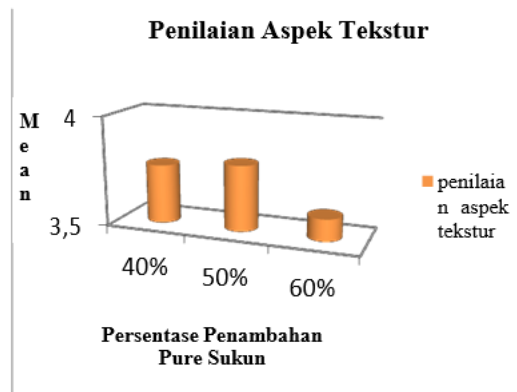 Penilaian Aspek Tekstur
M
e
a
n
4
3,5
40%
50%
60%
penilaia
n aspek
tekstur
Persentase Penambahan
Pure Sukun